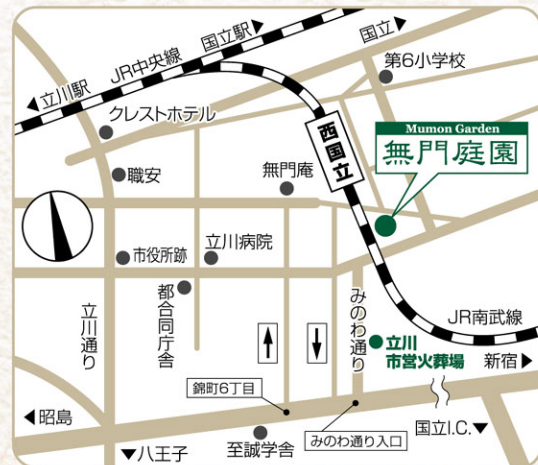 国立駅▶
国立▶
JR中央線
◀立川駅
第6小学校
クレストホテル
Mumon Garden
無門庭園
西国立
職安
無門庵
市役所跡
立川病院
立川通り
都合同庁舎
みのわ通り
JR南武線
立川
市営火葬場
新宿▶
錦町6丁目
◀昭島
みのわ通り入口
国立I.C.▼
▼八王子
至誠学舎